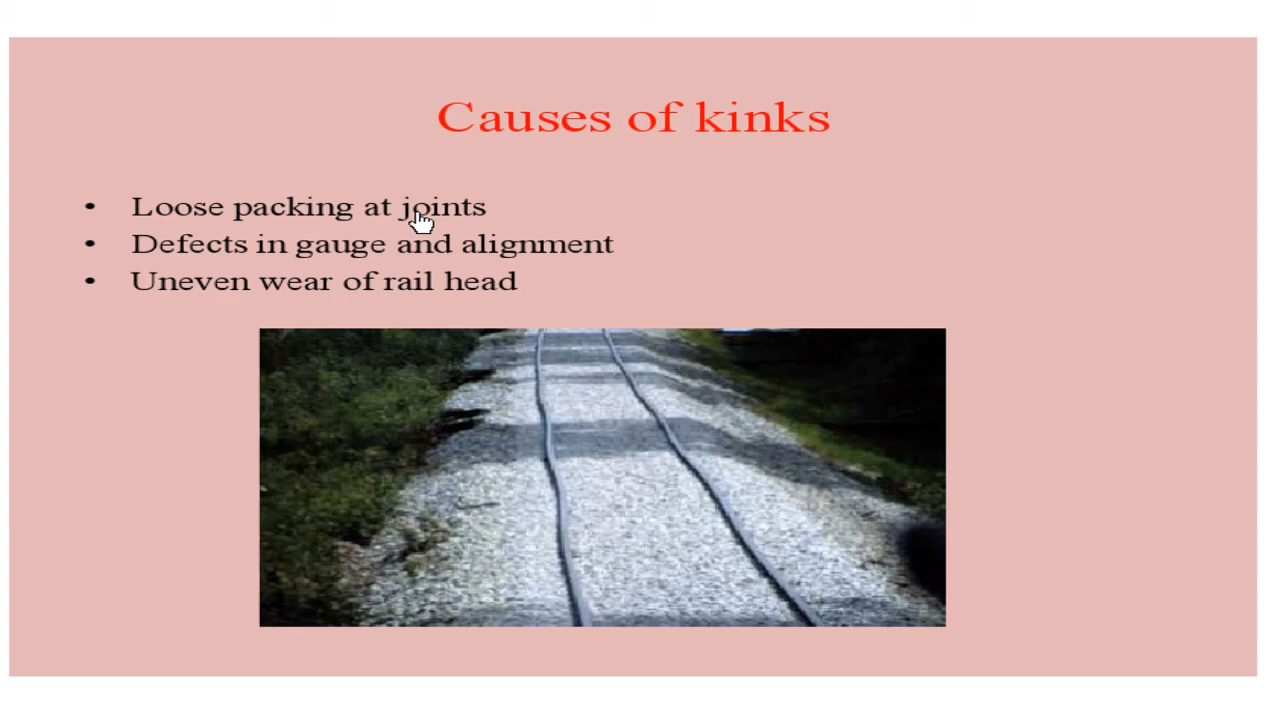 Causes of kinks
• Loose packing at joints
• Defects in gauge and alignment
• Uneven wear of rail head